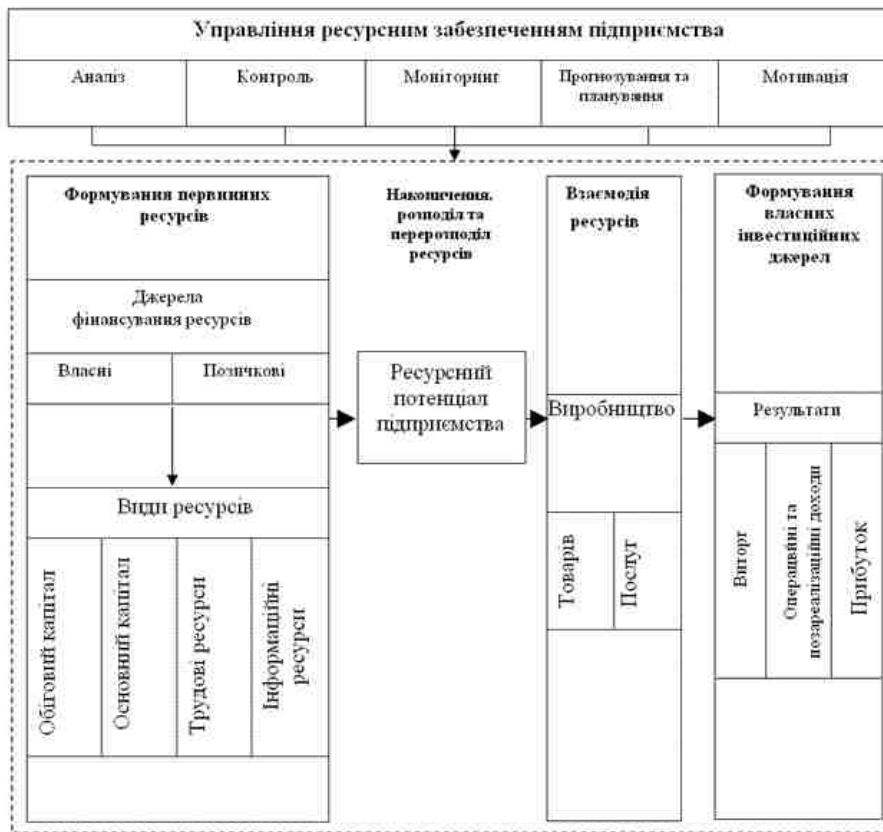 Управління ресурсним забезпеченням підприємства
Аналіз
Контроль
Моніторинг
Прогнозування та
планування
Мотивація
Формування первинних
ресурсів
Накопичення,
розподіл та
перерозподіл
ресурсів
Взаємодія
ресурсів
Формування
власних
інвестиційних
джерел
Джерела
фінансування ресурсів
Власні
Позичкові
Ресурсний
потенціал
підприємства
Виробництво
Результати
Види ресурсів
Обіговий капітал
Основний капітал
Трудові ресурси
Інформаційні
ресурси
Товарів
Послуг
Виторг
Операцвйні та
позареалізаційні доходи
Прибуток